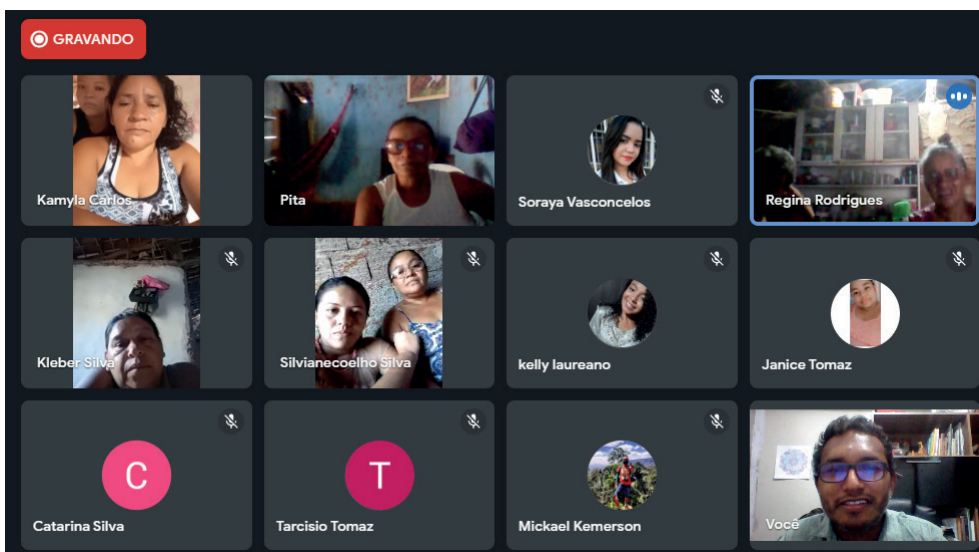 GRAVANDO
Kamyla Carlos
Pita
Soraya Vasconcelos
Regina Rodrigues
Kleber Silva
Silvianecoelho Silva
kelly laureano
Janice Tomaz
C
Catarina Silva
T
Tarcisio Tomaz
Mickael Kemerson
Você